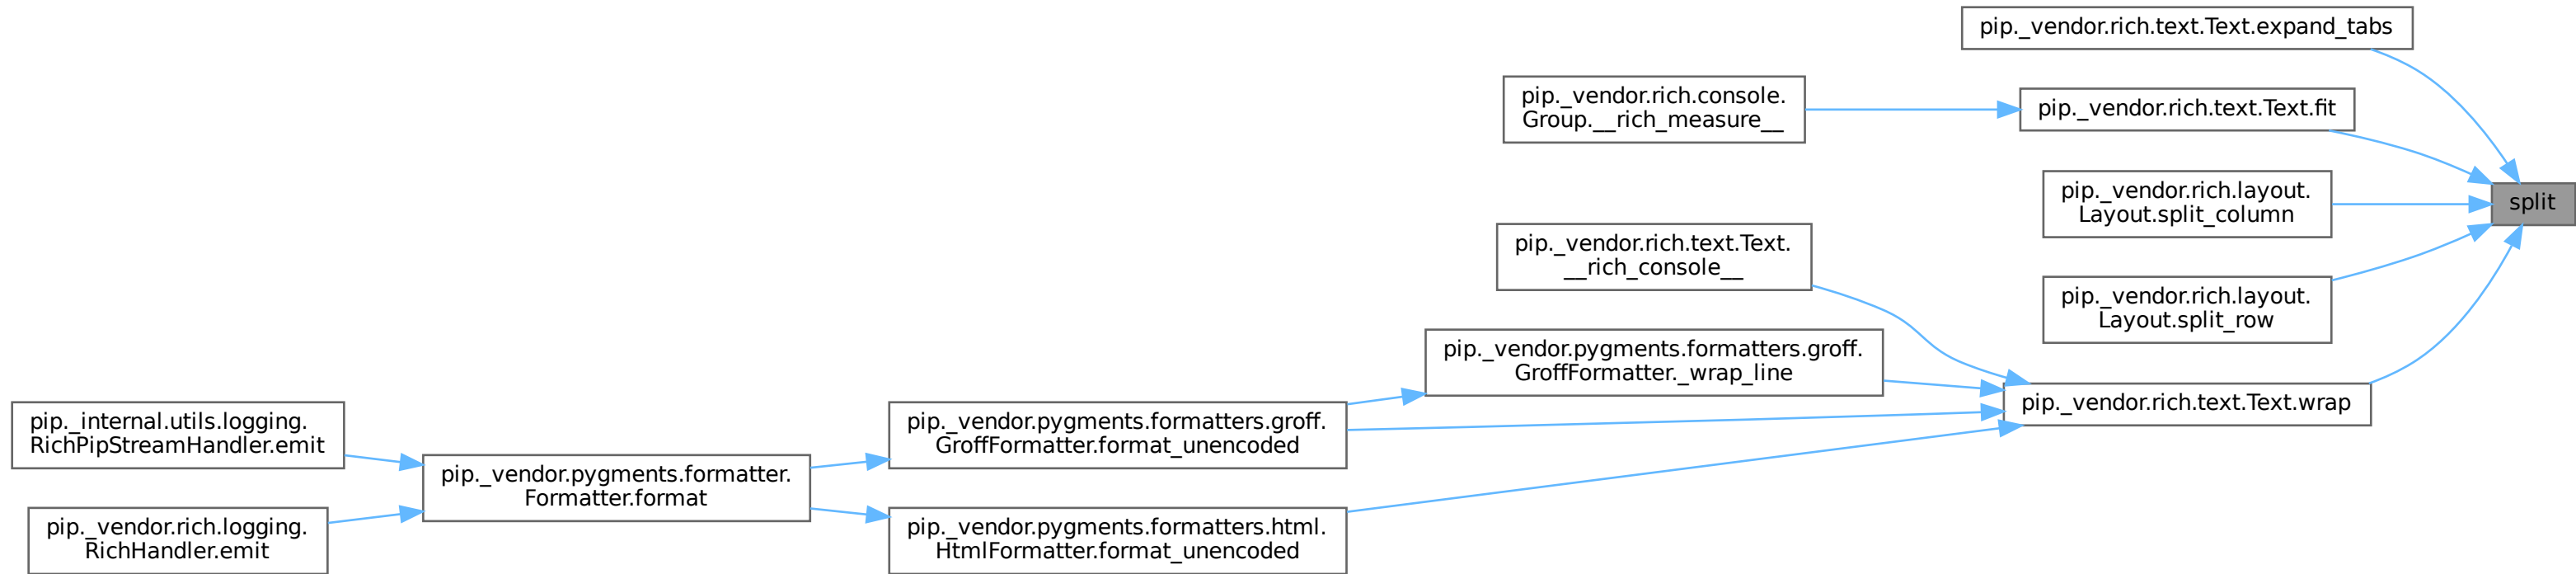 pip._vendor.rich.text.Text.expand_tabs
pip._vendor.rich.console.
Group.__rich_measure__
pip._vendor.rich.text.Text.fit
pip._vendor.rich.layout.
Layout.split_column
split
pip._vendor.rich.text.Text.
__rich_console__
pip._vendor.rich.layout.
Layout.split_row
pip._vendor.pygments.formatters.groff.
GroffFormatter._wrap_line
pip._vendor.rich.text.Text.wrap
pip._internal.utils.logging.
RichPipStreamHandler.emit
pip._vendor.pygments.formatters.groff.
GroffFormatter.format_unencoded
pip._vendor.pygments.formatter.
Formatter.format
pip._vendor.rich.logging.
RichHandler.emit
pip._vendor.pygments.formatters.html.
HtmlFormatter.format_unencoded